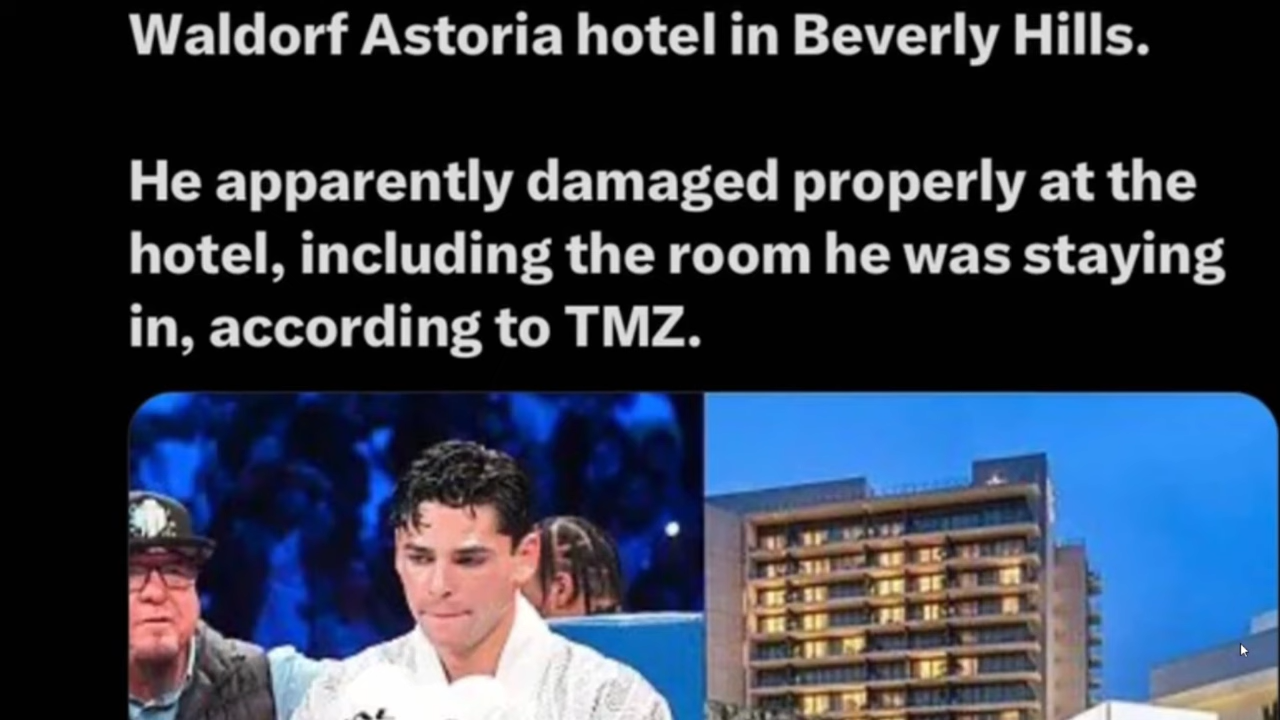 Waldorf Astoria hotel in Beverly Hills.
He apparently damaged properly at the
hotel, including the room he was staying
in, according to TMZ.